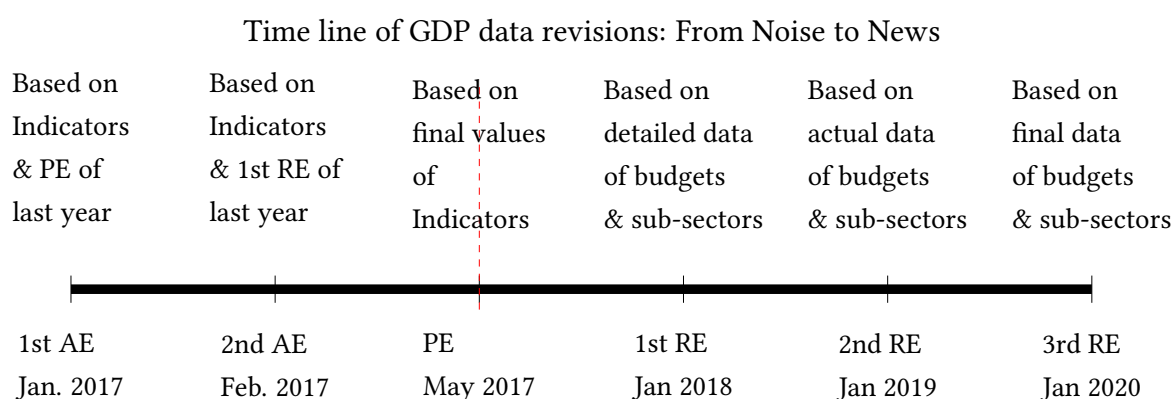 Time line of GDP data revisions: From Noise to News
Based on
Indicators
& PE of
last year
Based on
Indicators
& 1st RE of
last year
Based on
final values
of
Indicators
Based on
detailed data
of budgets
& sub-sectors
Based on
actual data
of budgets
& sub-sectors
Based on
final data
of budgets
& sub-sectors
1st AE
Jan. 2017
2nd AE
Feb. 2017
PE
May 2017
1st RE
Jan 2018
2nd RE
Jan 2019
3rd RE
Jan 2020